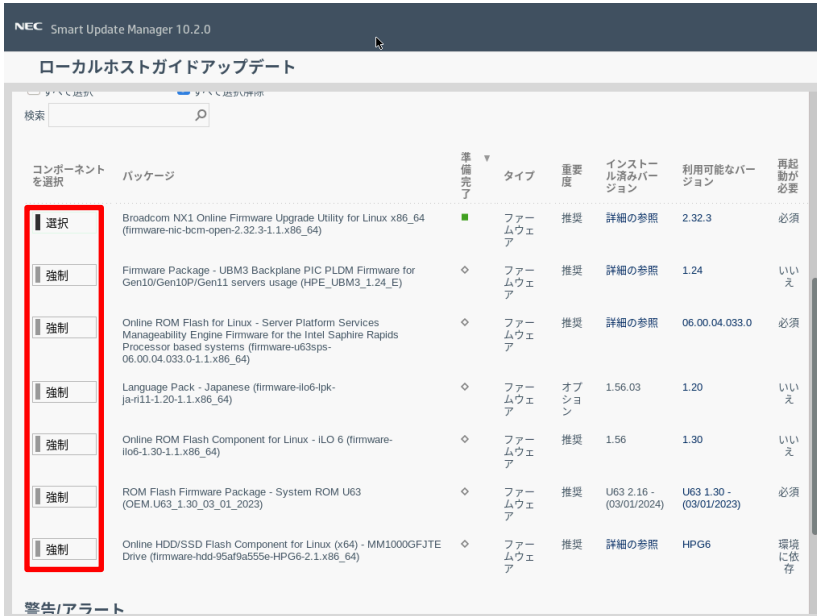 NEC Smart Update Manager 10.2.0
ローカルホストガイドアップデート
すべて選択 すべて選択解除
検索
コンポーネント
を選択
パッケージ
準
備
完
了
タイプ
重要
度
インストー
ル済みバー
ジョン
利用可能なバー
ジョン
再起
動が
必要
選択
Broadcom NX1 Online Firmware Upgrade Utility for Linux x86_64
(firmware-nic-bcm-open-2.32.3-1.1.x86_64)
ファー
ムウェ
ア
推奨
詳細の参照
2.32.3
必須
強制
Firmware Package - UBM3 Backplane PIC PLDM Firmware for
Gen10/Gen10P/Gen11 servers usage (HPE_UBM3_1.24_E)
ファー
ムウェ
ア
推奨
詳細の参照
1.24
いい
え
強制
Online ROM Flash for Linux - Server Platform Services
Manageability Engine Firmware for the Intel Saphire Rapids
Processor based systems (firmware-u63sps-
06.00.04.033.0-1.1.x86_64)
ファー
ムウェ
ア
推奨
詳細の参照
06.00.04.033.0
必須
強制
Language Pack - Japanese (firmware-ilo6-lpk-
ja-ri11-1.20-1.1.x86_64)
ファー
ムウェ
ア
オプ
ショ
ン
1.56.03
1.20
いい
え
強制
Online ROM Flash Component for Linux - iLO 6 (firmware-
ilo6-1.30-1.1.x86_64)
ファー
ムウェ
ア
推奨
1.56
1.30
いい
え
強制
ROM Flash Firmware Package - System ROM U63
(OEM.U63_1.30_03_01_2023)
ファー
ムウェ
ア
推奨
U63 2.16 -
(03/01/2024)
U63 1.30 -
(03/01/2023)
必須
強制
Online HDD/SSD Flash Component for Linux (x64) - MM1000GFJTE
Drive (firmware-hdd-95af9a555e-HPG6-2.1.x86_64)
ファー
ムウェ
ア
推奨
詳細の参照
HPG6
環境
に依
存
警告/アラート